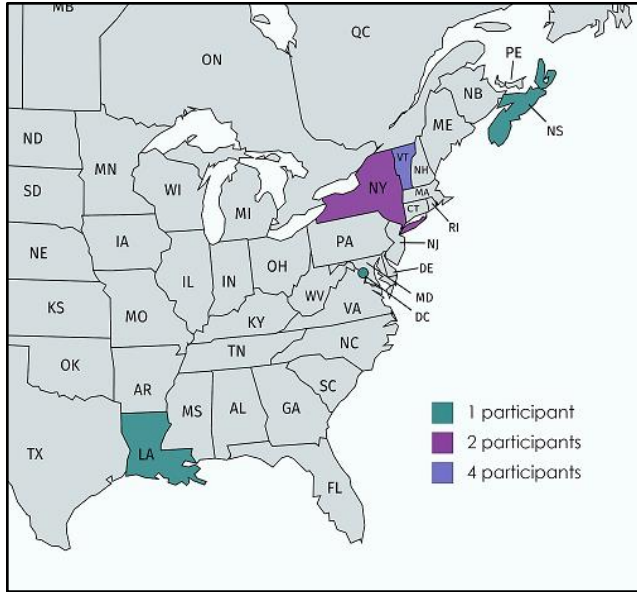 MB
ON
QC
PE
NB
NS
ME
ND
MN
VT
NH
SD
WI
MI
NY
MA
CT
RI
NE
IA
PA
NJ
IL
IN
OH
DE
MD
DC
KS
MO
WV
VA
KY
OK
TN
NC
AR
SC
MS
AL
GA
TX
LA
FL
1 participant
2 participants
4 participants